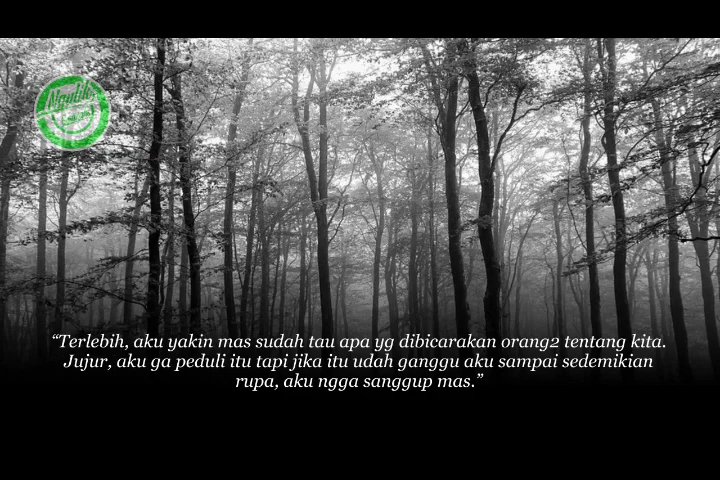 “Terlebih, aku yakin mas sudah tau apa yg dibicarakan orang2 tentang kita.
Jujur, aku ga peduli itu tapi jika itu udah ganggu aku sampai sedemikian
rupa, aku ngga sanggup mas.”